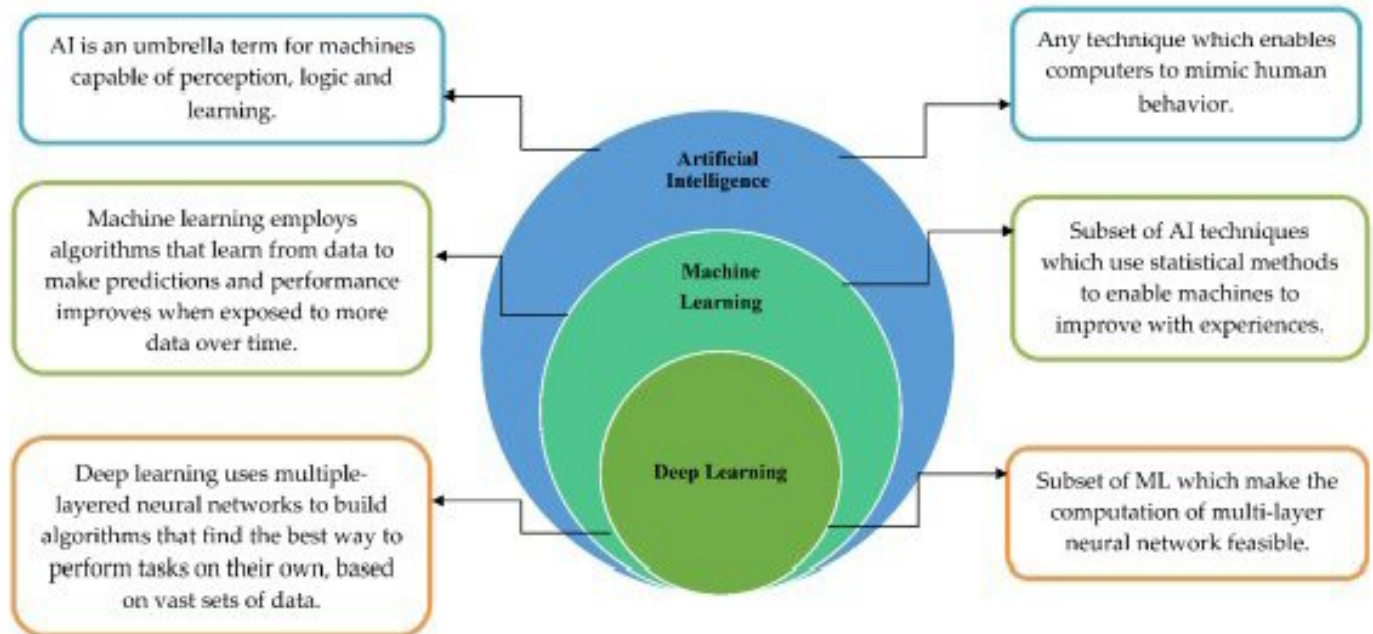 AI is an umbrella term for machines
capable of perception, logic and
learning.
Any technique which enables
computers to mimic human
behavior.
Artificial
Intelligence
Machine learning employs
algorithms that learn from data to
make predictions and performance
improves when exposed to more
data over time.
Subset of AI techniques
which use statistical methods
to enable machines to
improve with experiences.
Machine
Learning
Deep learning uses multiple-
layered neural networks to build
algorithms that find the best way to
perform tasks on their own, based
on vast sets of data.
Deep Learning
Subset of ML which make the
computation of multi-layer
neural network feasible.